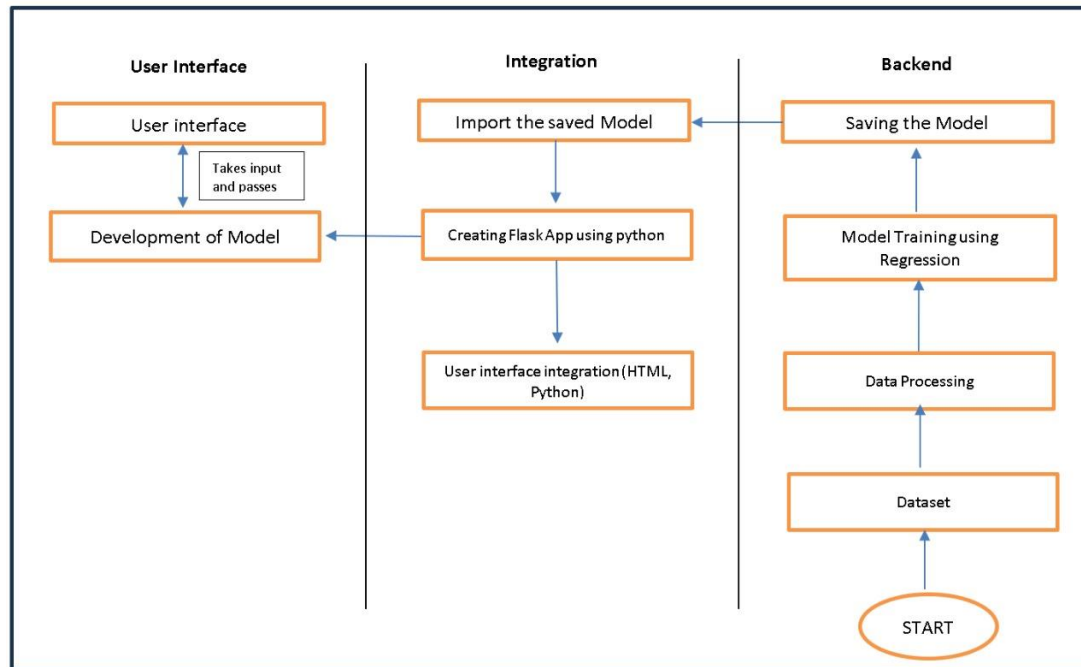 User Interface
Integration
Backend
User interface
Import the saved Model
Saving the Model
Takes input
and passes
Development of Model
Creating Flask App using python
Model Training using
Regression
User interface integration (HTML,
Python)
Data Processing
Dataset
START